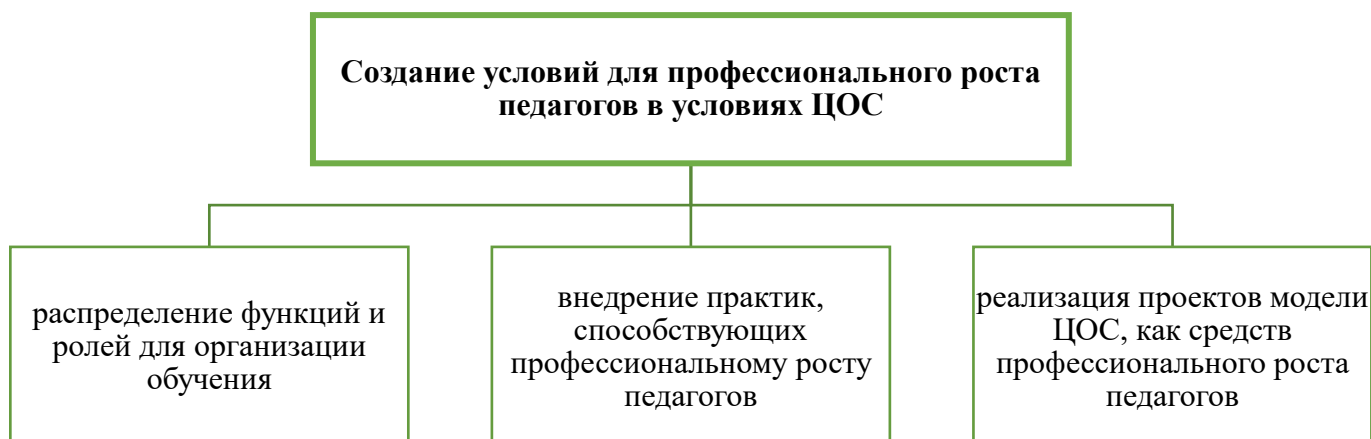 Создание условий для профессионального роста
педагогов в условиях ЦОС
распределение функций и
ролей для организации
обучения
внедрение практик,
способствующих
профессиональному росту
педагогов
реализация проектов модели
ЦОС, как средств
профессионального роста
педагогов